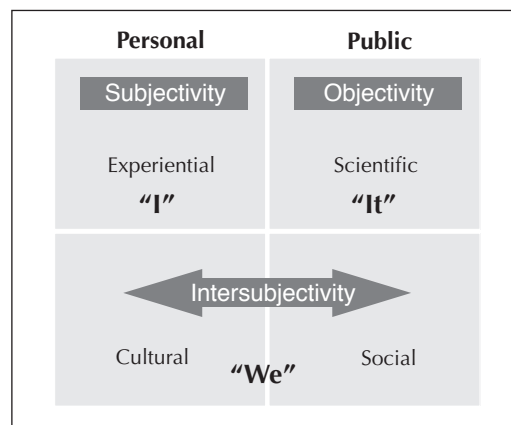 Personal Public
Subjectivity Objectivity
Experiential Scientific
“I” “It”
Intersubjectivity
Cultural Social
“We”